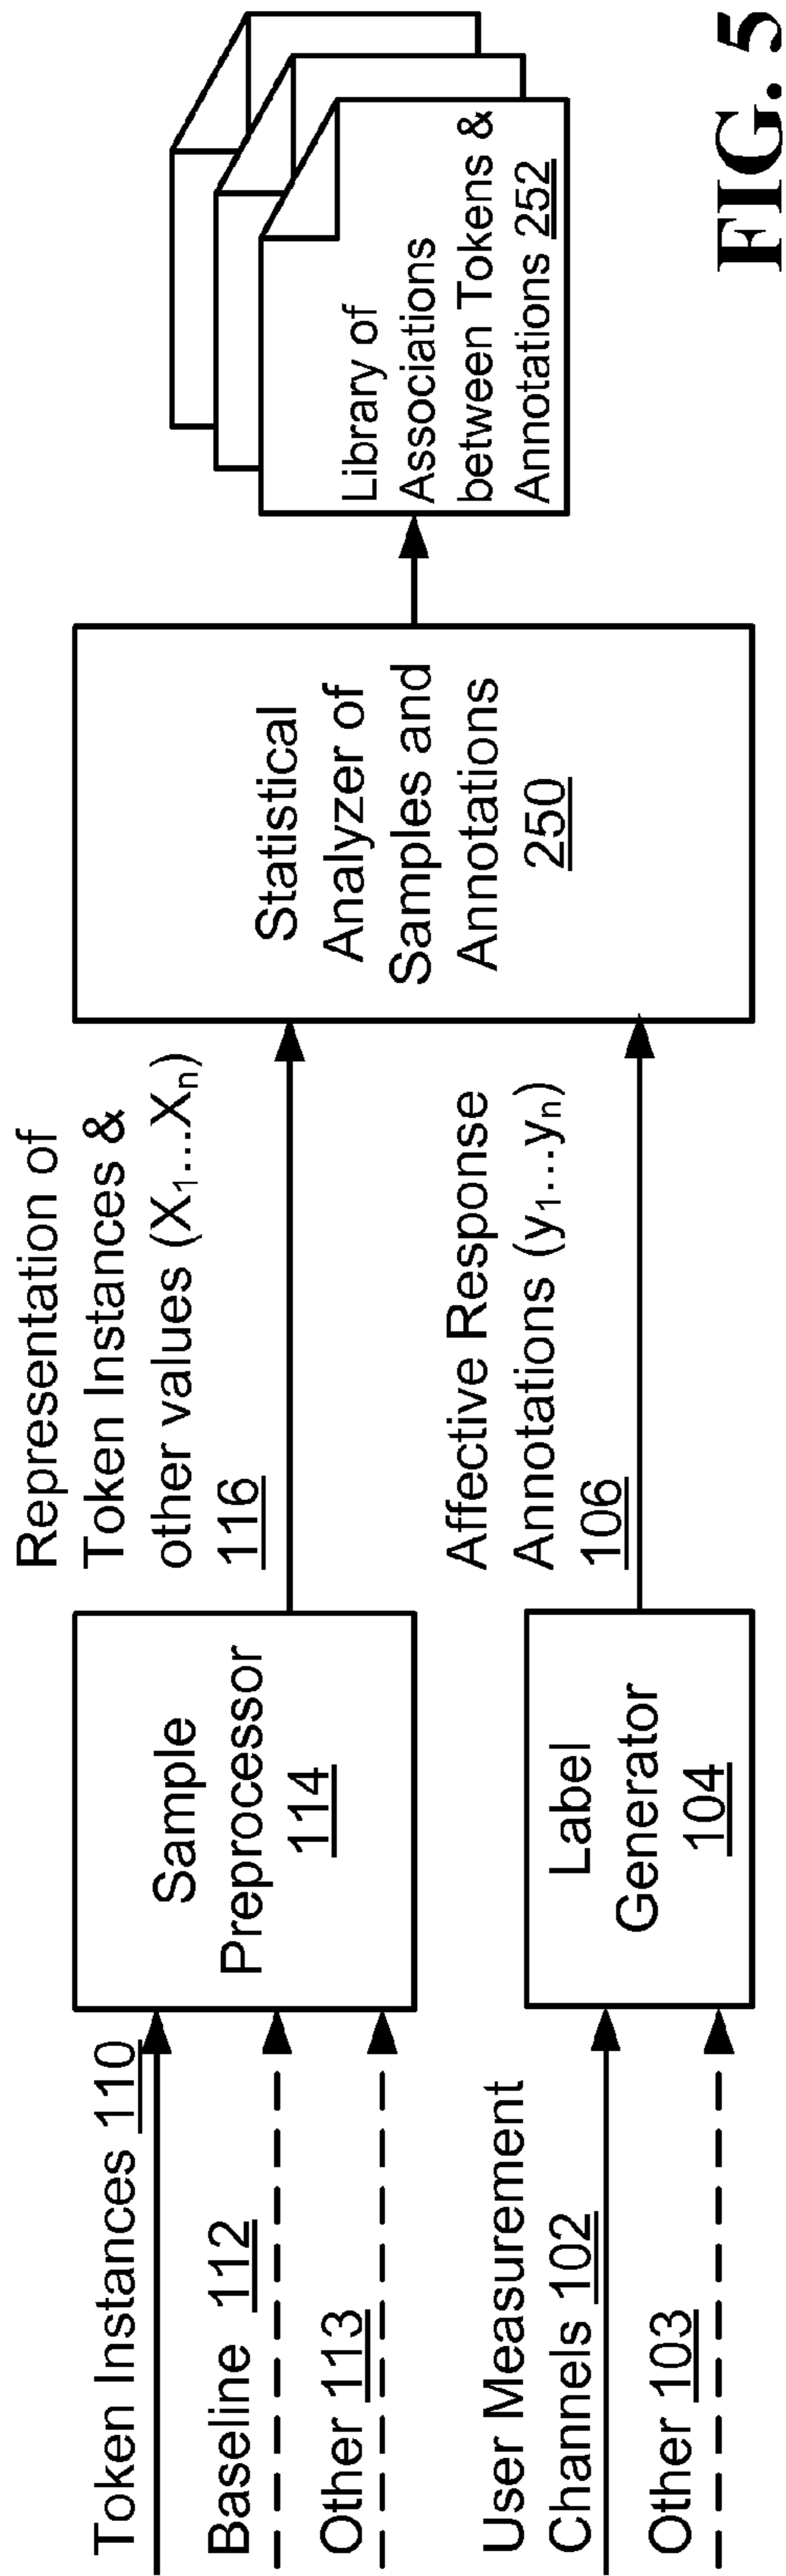 Token Instances 110
Baseline 112
Other 113
Sample
Preprocessor
114
Representation of
Token Instances &
other values (X1...Xn)
116
User Measurement
Channels 102
Other 103
Label
Generator
104
Affective Response
Annotations (y1...yn)
106
Statistical
Analyzer of
Samples and
Annotations
250
Library of
Associations
between Tokens &
Annotations 252
FIG. 5